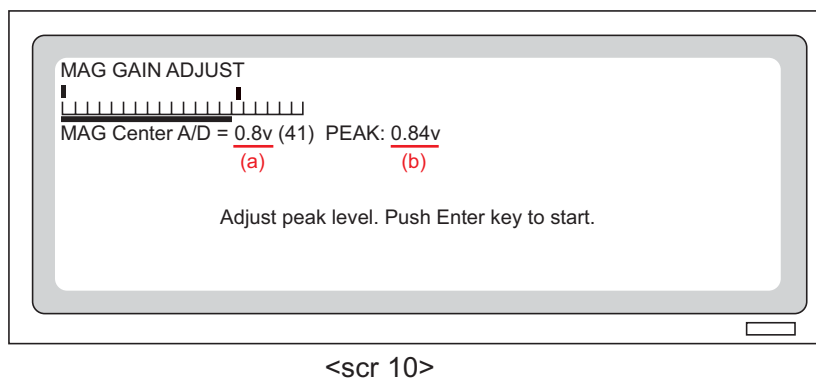 MAG GAIN ADJUST
MAG Center A/D = 0.8v (41) PEAK: 0.84v
(a) (b)
Adjust peak level. Push Enter key to start.
<scr 10>